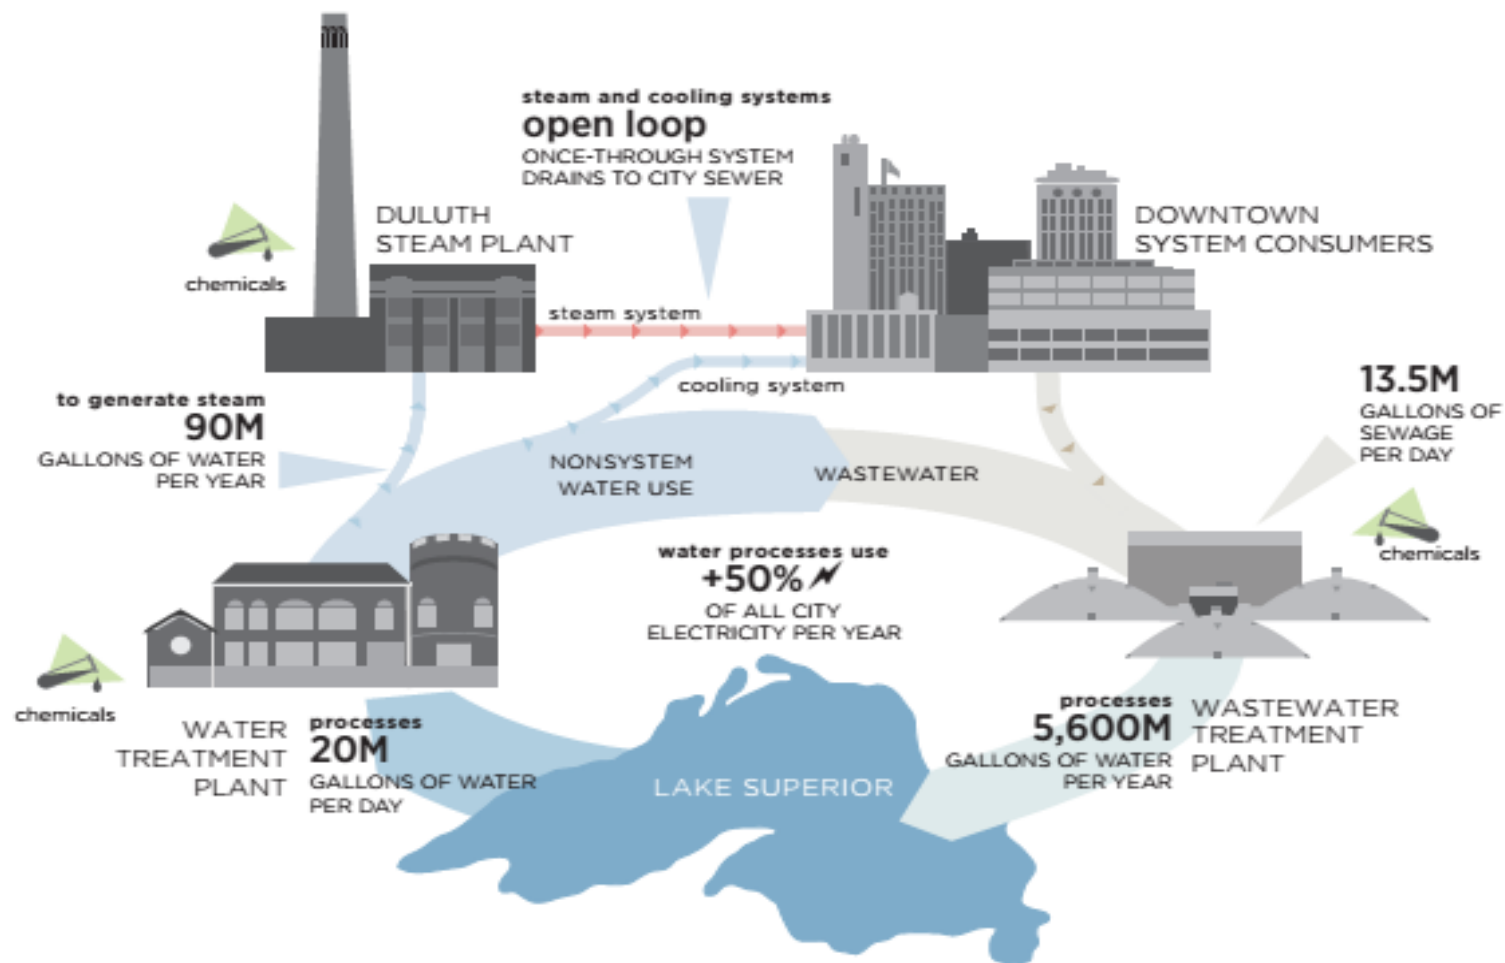 steam and cooling systems
open loop
ONCE-THROUGH SYSTEM
DRAINS TO CITY SEWER
DULUTH
STEAM PLANT
chemicals
DOWNTOWN
SYSTEM CONSUMERS
steam system
cooling system
to generate steam
90M
GALLONS OF WATER
PER YEAR
13.5M
GALLONS OF
SEWAGE
PER DAY
NONSYSTEM
WATER USE
WASTEWATER
chemicals
water processes use
+50%
OF ALL CITY
ELECTRICITY PER YEAR
chemicals
WATER
TREATMENT
PLANT
processes
20M
GALLONS OF WATER
PER DAY
LAKE SUPERIOR
processes
5,600M
GALLONS OF WATER
PER YEAR
WASTEWATER
TREATMENT
PLANT